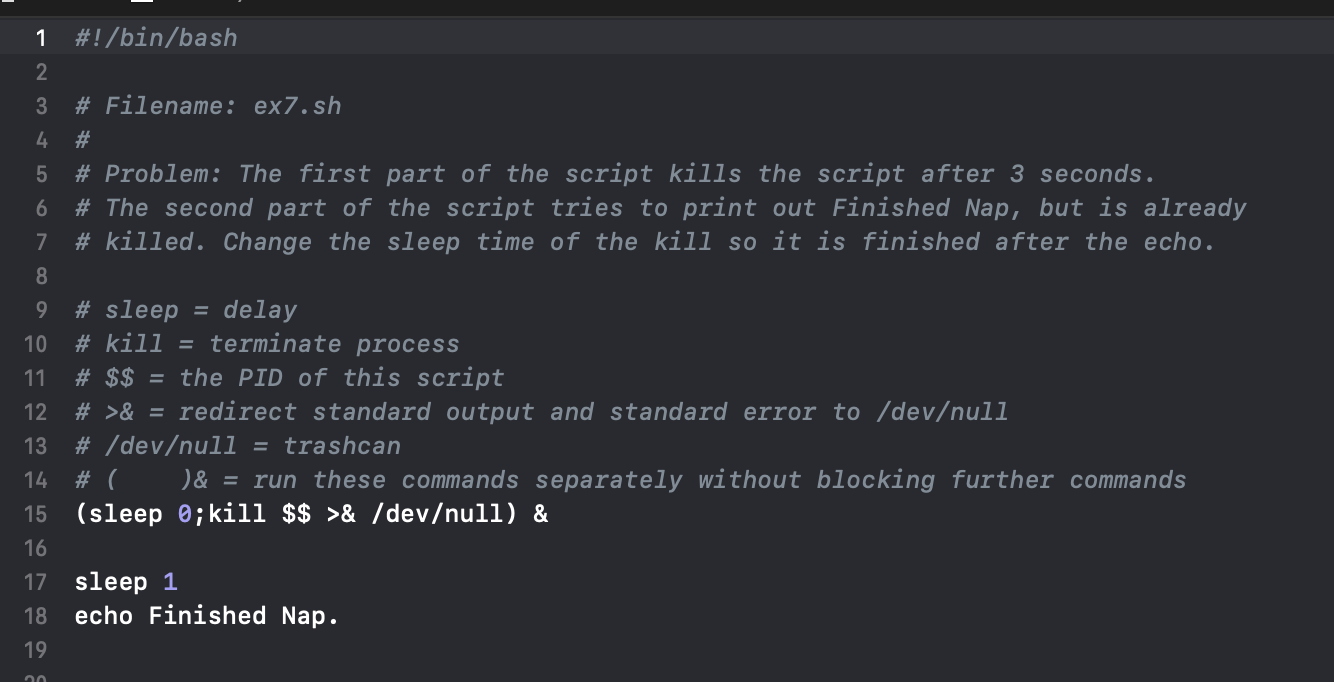 1 #!/bin/bash
2
3 # Filename: ex7.sh
4 #
5 # Problem: The first part of the script kills the script after 3 seconds.
6 # The second part of the script tries to print out Finished Nap, but is already
7 # killed. Change the sleep time of the kill so it is finished after the echo.
8
9 # sleep = delay
10 # kill = terminate process
11 # $$ = the PID of this script
12 # >& = redirect standard output and standard error to /dev/null
13 # /dev/null = trashcan
14 # (    )& = run these commands separately without blocking further commands
15 (sleep 0;kill $$ >& /dev/null) &
16
17 sleep 1
18 echo Finished Nap.
19
20